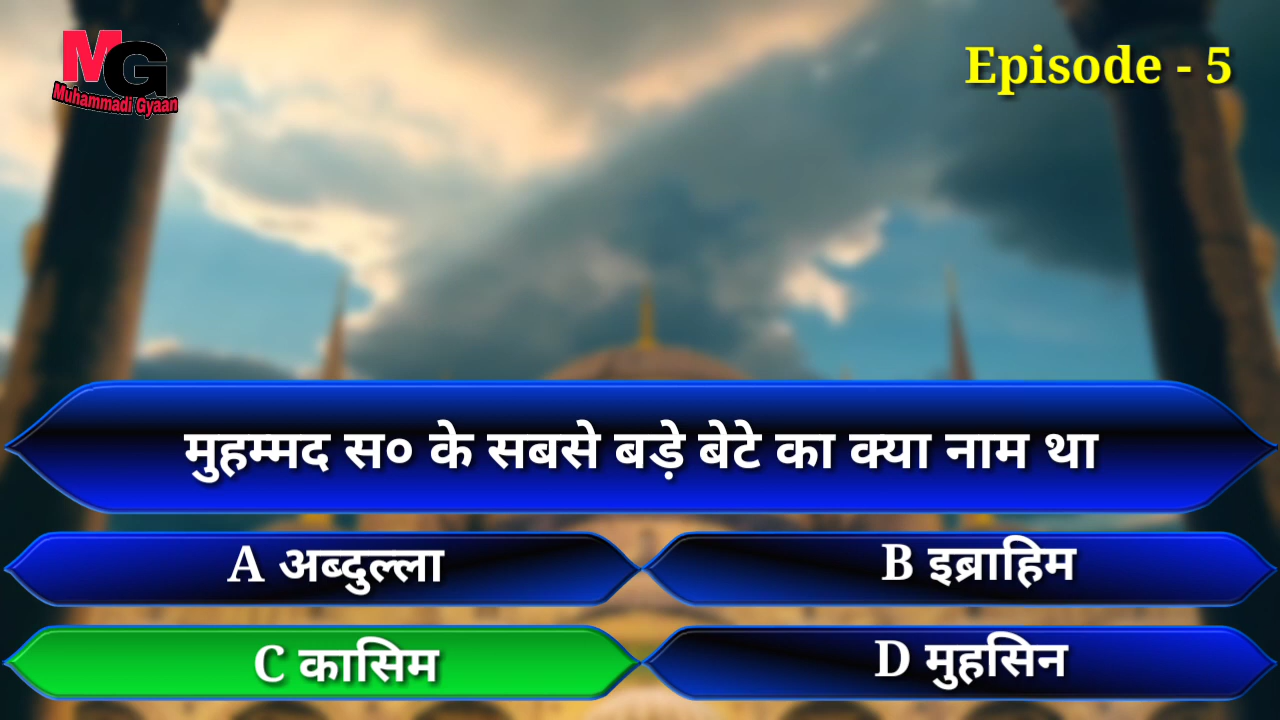 MG
Muhammadi Gyaan
Episode - 5
मुहम्मद स० के सबसे बड़े बेटे का क्या नाम था
A अब्दुल्ला
B इब्राहिम
C कासिम
D मुहसिन